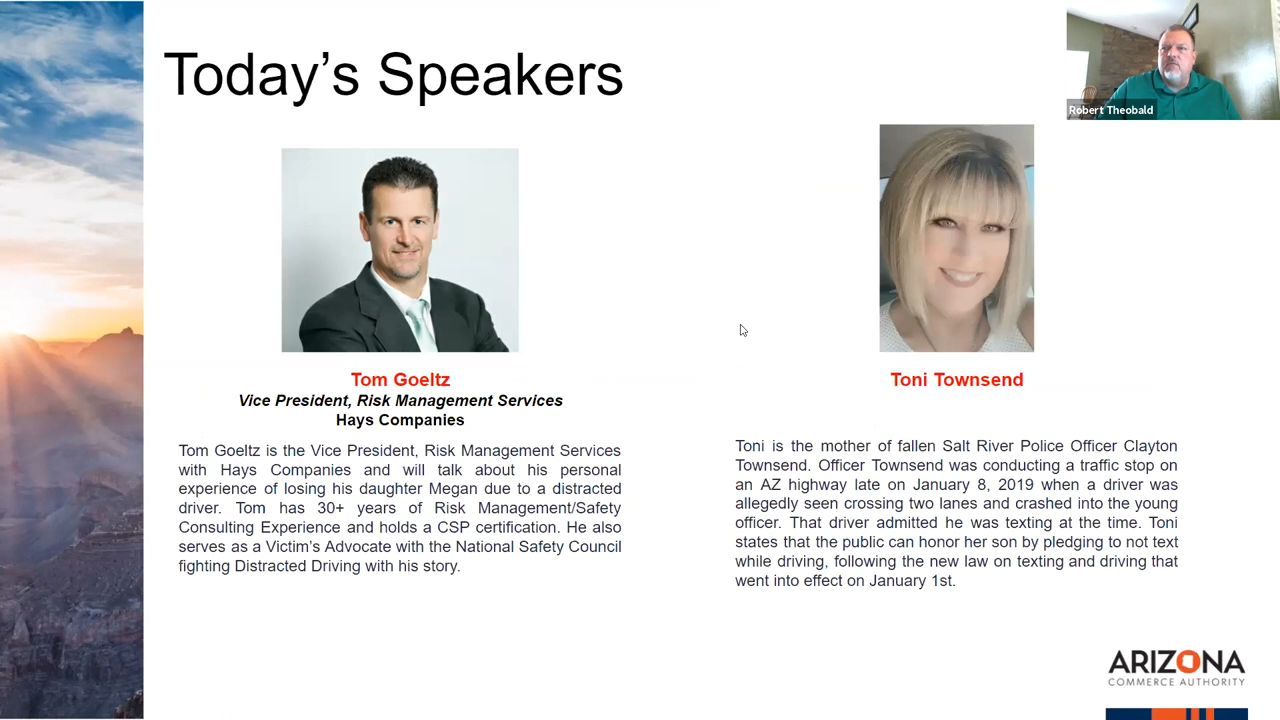 Today's Speakers
Robert Theobald
Tom Goeltz
Vice President, Risk Management Services
Hays Companies
Tom Goeltz is the Vice President, Risk Management Services
with Hays Companies and will talk about his personal
experience of losing his daughter Megan due to a distracted
driver. Tom has 30+ years of Risk Management/Safety
Consulting Experience and holds a CSP certification. He also
serves as a Victim's Advocate with the National Safety Council
fighting Distracted Driving with his story.
Toni Townsend
Toni is the mother of fallen Salt River Police Officer Clayton
Townsend. Officer Townsend was conducting a traffic stop on
an AZ highway late on January 8, 2019 when a driver was
allegedly seen crossing two lanes and crashed into the young
officer. That driver admitted he was texting at the time. Toni
states that the public can honor her son by pledging to not text
while driving, following the new law on texting and driving that
went into effect on January 1st.
ARIZONA
COMMERCE AUTHORITY